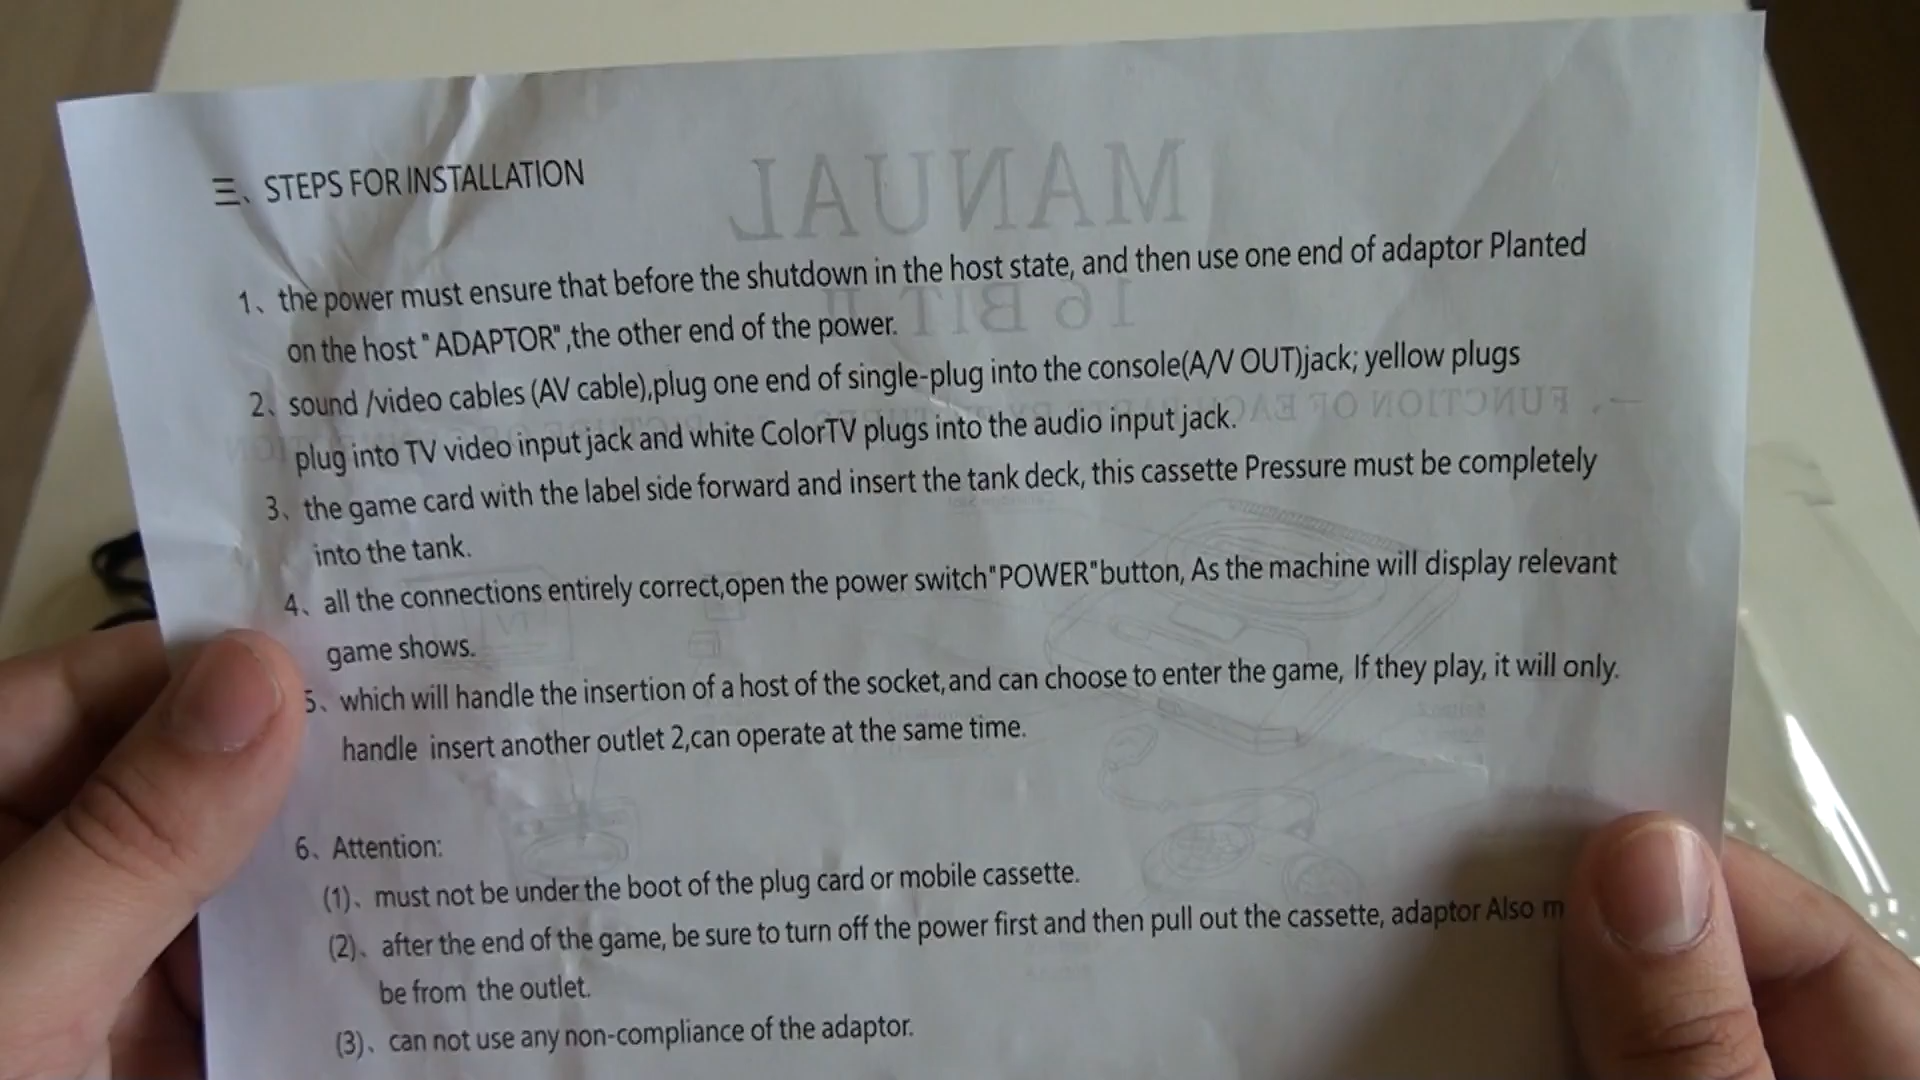 三、STEPS FOR INSTALLATION
1、the power must ensure that before the shutdown in the host state, and then use one end of adaptor Planted
on the host "ADAPTOR",the other end of the power.
2、sound /video cables (AV cable),plug one end of single-plug into the console(A/V OUT)jack; yellow plugs
plug into TV video input jack and white ColorTV plugs into the audio input jack.
3、the game card with the label side forward and insert the tank deck, this cassette Pressure must be completely
into the tank.
4、all the connections entirely correct,open the power switch"POWER"button, As the machine will display relevant
game shows.
5、which will handle the insertion of a host of the socket,and can choose to enter the game, If they play, it will only.
handle insert another outlet 2,can operate at the same time.
6、Attention:
(1)、must not be under the boot of the plug card or mobile cassette.
(2)、after the end of the game, be sure to turn off the power first and then pull out the cassette, adaptor Also
be from the outlet.
(3)、can not use any non-compliance of the adaptor.
MANUAL
16 BIT II